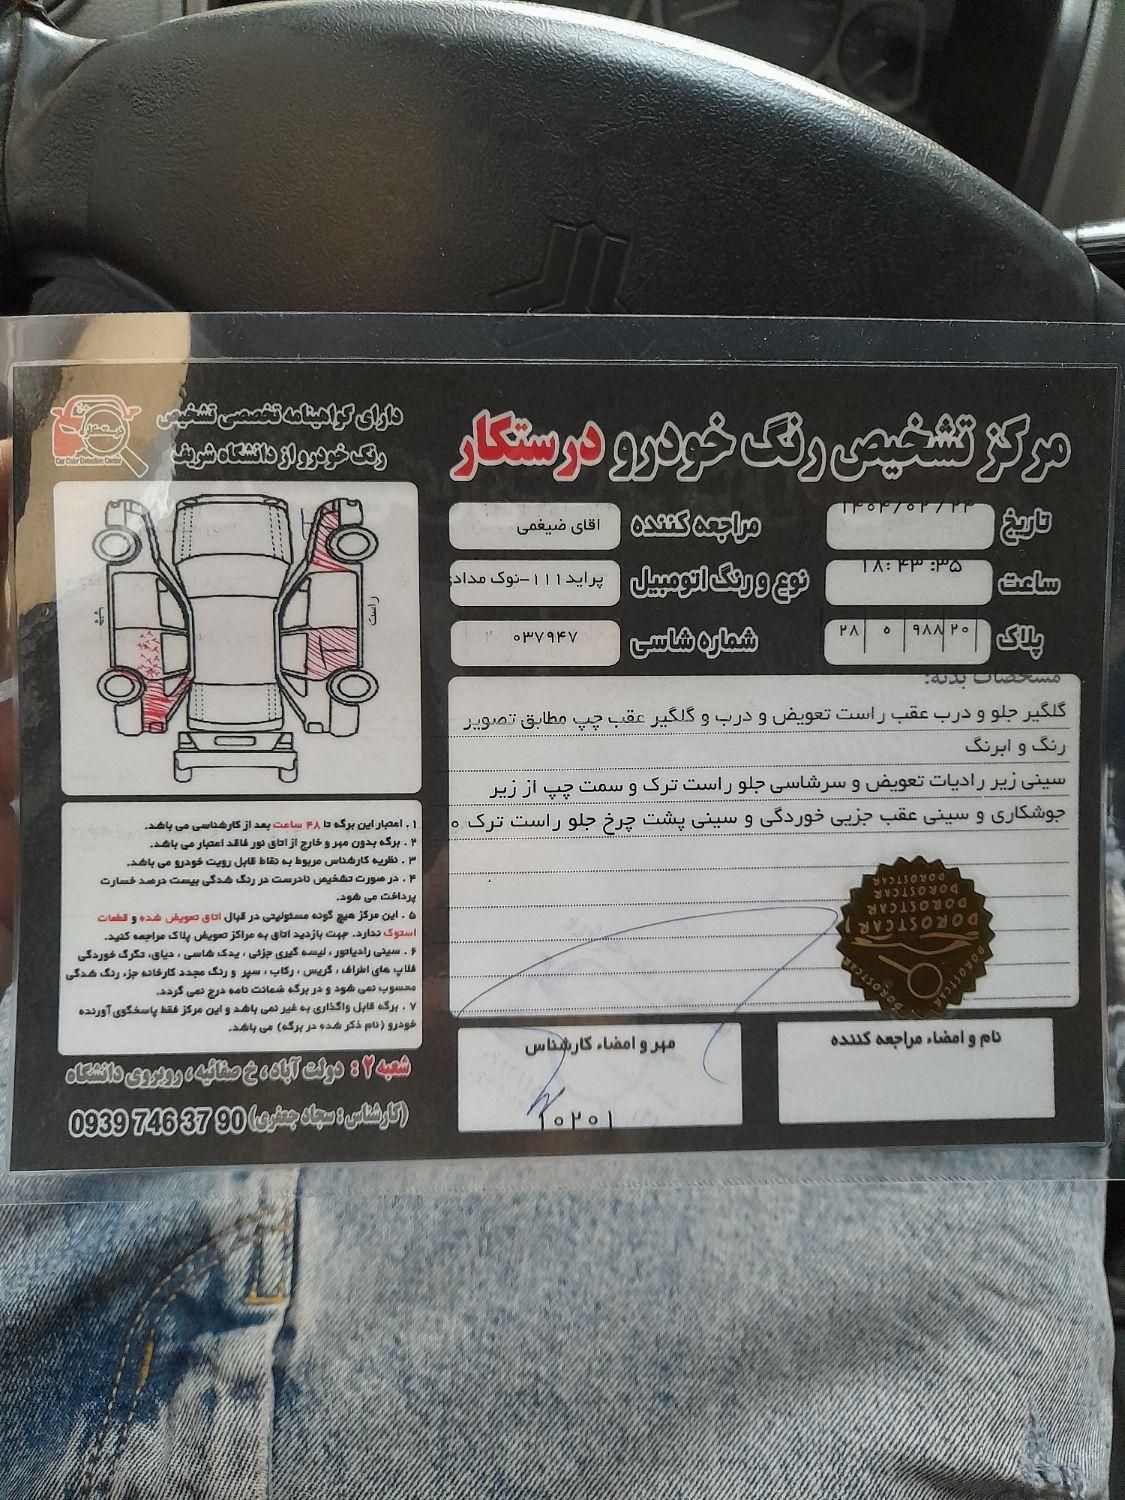 مرکز تشخیص رنگ خودرو درستکار
دارای گواهینامه تخصصی تشخیص
رنگ خودرو از دانشگاه شریف
Car Color Detection Center
تاریخ ۱۴۰۴/۰۲/۲۴
مراجعه کننده اقای ضیغمی
ساعت ۱۸:۴۳:۳۵
نوع و رنگ اتومبیل پراید۱۱۱-نوک مدادی
پلاک ۲۸ ۵ ۹۸۸ ۲۰
شماره شاسی ۰۳۷۹۴۷
مشخصات بدنه:
گلگیر جلو و درب عقب راست تعویض و درب و گلگیر عقب چپ مطابق تصویر
رنگ و ابرنگ
سینی زیر رادیات تعویض و سرشاسی جلو راست ترک و سمت چپ از زیر
جوشکاری و سینی عقب جزیی خوردگی و سینی پشت چرخ جلو راست ترک ه
DOROSTCAR
نام و امضاء مراجعه کننده
مهر و امضاء کارشناس
۱۰۲۰۱
راست
۱. اعتبار این برگه تا ۴۸ ساعت بعد از کارشناسی می باشد.
۲. برگه بدون مهر و خارج از اتاق نور فاقد اعتبار می باشد.
۳. نظریه کارشناس مربوط به نقاط قابل رویت خودرو می باشد.
۴. در صورت تشخیص نادرست در رنگ شدگی بیست درصد خسارت
پرداخت می شود.
۵. این مرکز هیچ گونه مسئولیتی در قبال اتاق تعویض شده و قطعات
استوک ندارد. جهت بازدید اتاق به مراکز تعویض پلاک مراجعه کنید.
۶. سینی رادیاتور، لیسه گیری جزئی، یدک شاسی، دیاق، تگرگ خوردگی
قلاب های اطراف، گریس، رکاب، سپر و رنگ مجدد کارخانه جزء رنگ شدگی
محسوب نمی شود و در برگه ضمانت نامه درج نمی گردد.
۷. برگه قابل واگذاری به غیر نمی باشد و این مرکز فقط پاسخگوی آورنده
خودرو (نام ذکر شده در برگه) می باشد.
شعبه ۲: دولت آباد، خ صفائیه، روبروی دانشگاه
(کارشناس: سجاد جعفری) 0939 746 37 90